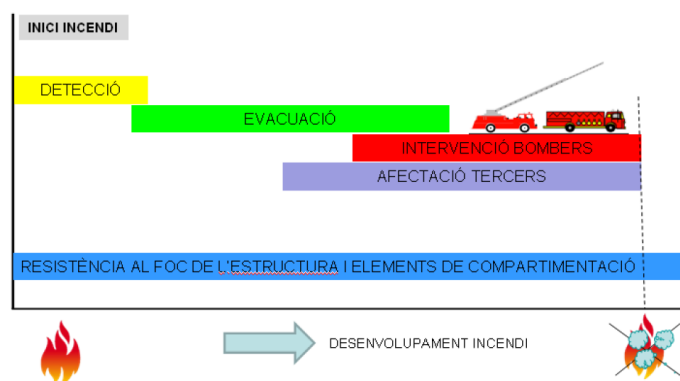 INICI INCENDI
DETECCIÓ
EVACUACIÓ
INTERVENCIÓ BOMBERS
AFECTACIÓ TERCERS
RESISTÈNCIA AL FOC DE L'ESTRUCTURA I ELEMENTS DE COMPARTIMENTACIÓ
DESENVOLUPAMENT INCENDI